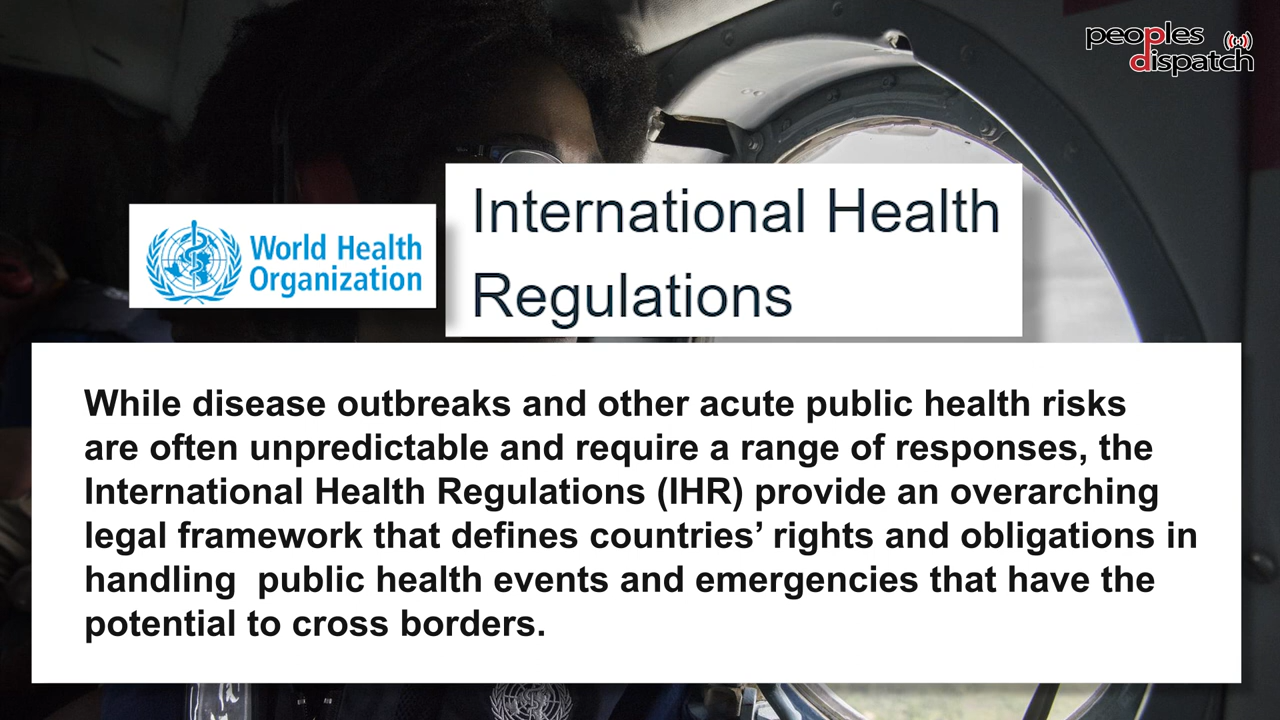 peoples
dispatch
World Health
Organization
International Health
Regulations
While disease outbreaks and other acute public health risks
are often unpredictable and require a range of responses, the
International Health Regulations (IHR) provide an overarching
legal framework that defines countries’ rights and obligations in
handling  public health events and emergencies that have the
potential to cross borders.